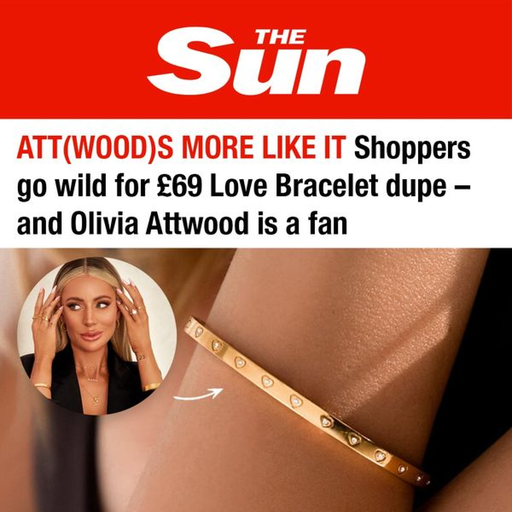 THE
Sun
ATT(WOOD)S MORE LIKE IT Shoppers
go wild for £69 Love Bracelet dupe –
and Olivia Attwood is a fan